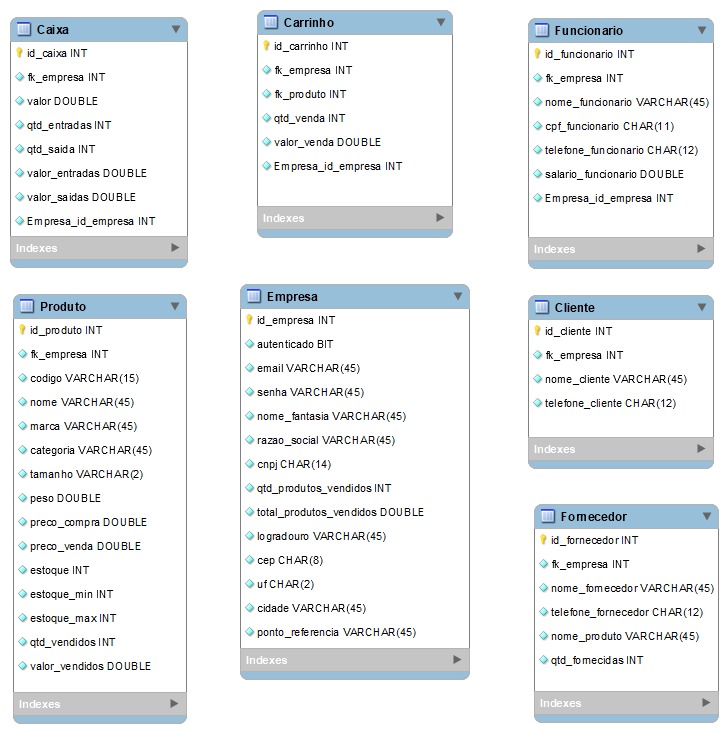 Caixa
id_caixa INT
fk_empresa INT
valor DOUBLE
qtd_entradas INT
qtd_saida INT
valor_entradas DOUBLE
valor_saidas DOUBLE
Empresa_id_empresa INT
Indexes
Carrinho
id_carrinho INT
fk_empresa INT
fk_produto INT
qtd_venda INT
valor_venda DOUBLE
Empresa_id_empresa INT
Indexes
Funcionario
id_funcionario INT
fk_empresa INT
nome_funcionario VARCHAR(45)
cpf_funcionario CHAR(11)
telefone_funcionario CHAR(12)
salario_funcionario DOUBLE
Empresa_id_empresa INT
Indexes
Produto
id_produto INT
fk_empresa INT
codigo VARCHAR(15)
nome VARCHAR(45)
marca VARCHAR(45)
categoria VARCHAR(45)
tamanho VARCHAR(2)
peso DOUBLE
preco_compra DOUBLE
preco_venda DOUBLE
estoque INT
estoque_min INT
estoque_max INT
qtd_vendidos INT
valor_vendidos DOUBLE
Indexes
Empresa
id_empresa INT
autenticado BIT
email VARCHAR(45)
senha VARCHAR(45)
nome_fantasia VARCHAR(45)
razao_social VARCHAR(45)
cnpj CHAR(14)
qtd_produtos_vendidos INT
total_produtos_vendidos DOUBLE
logradouro VARCHAR(45)
cep CHAR(8)
uf CHAR(2)
cidade VARCHAR(45)
ponto_referencia VARCHAR(45)
Indexes
Cliente
id_cliente INT
fk_empresa INT
nome_cliente VARCHAR(45)
telefone_cliente CHAR(12)
Indexes
Fornecedor
id_fornecedor INT
fk_empresa INT
nome_fornecedor VARCHAR(45)
telefone_fornecedor CHAR(12)
nome_produto VARCHAR(45)
qtd_fornecidas INT
Indexes